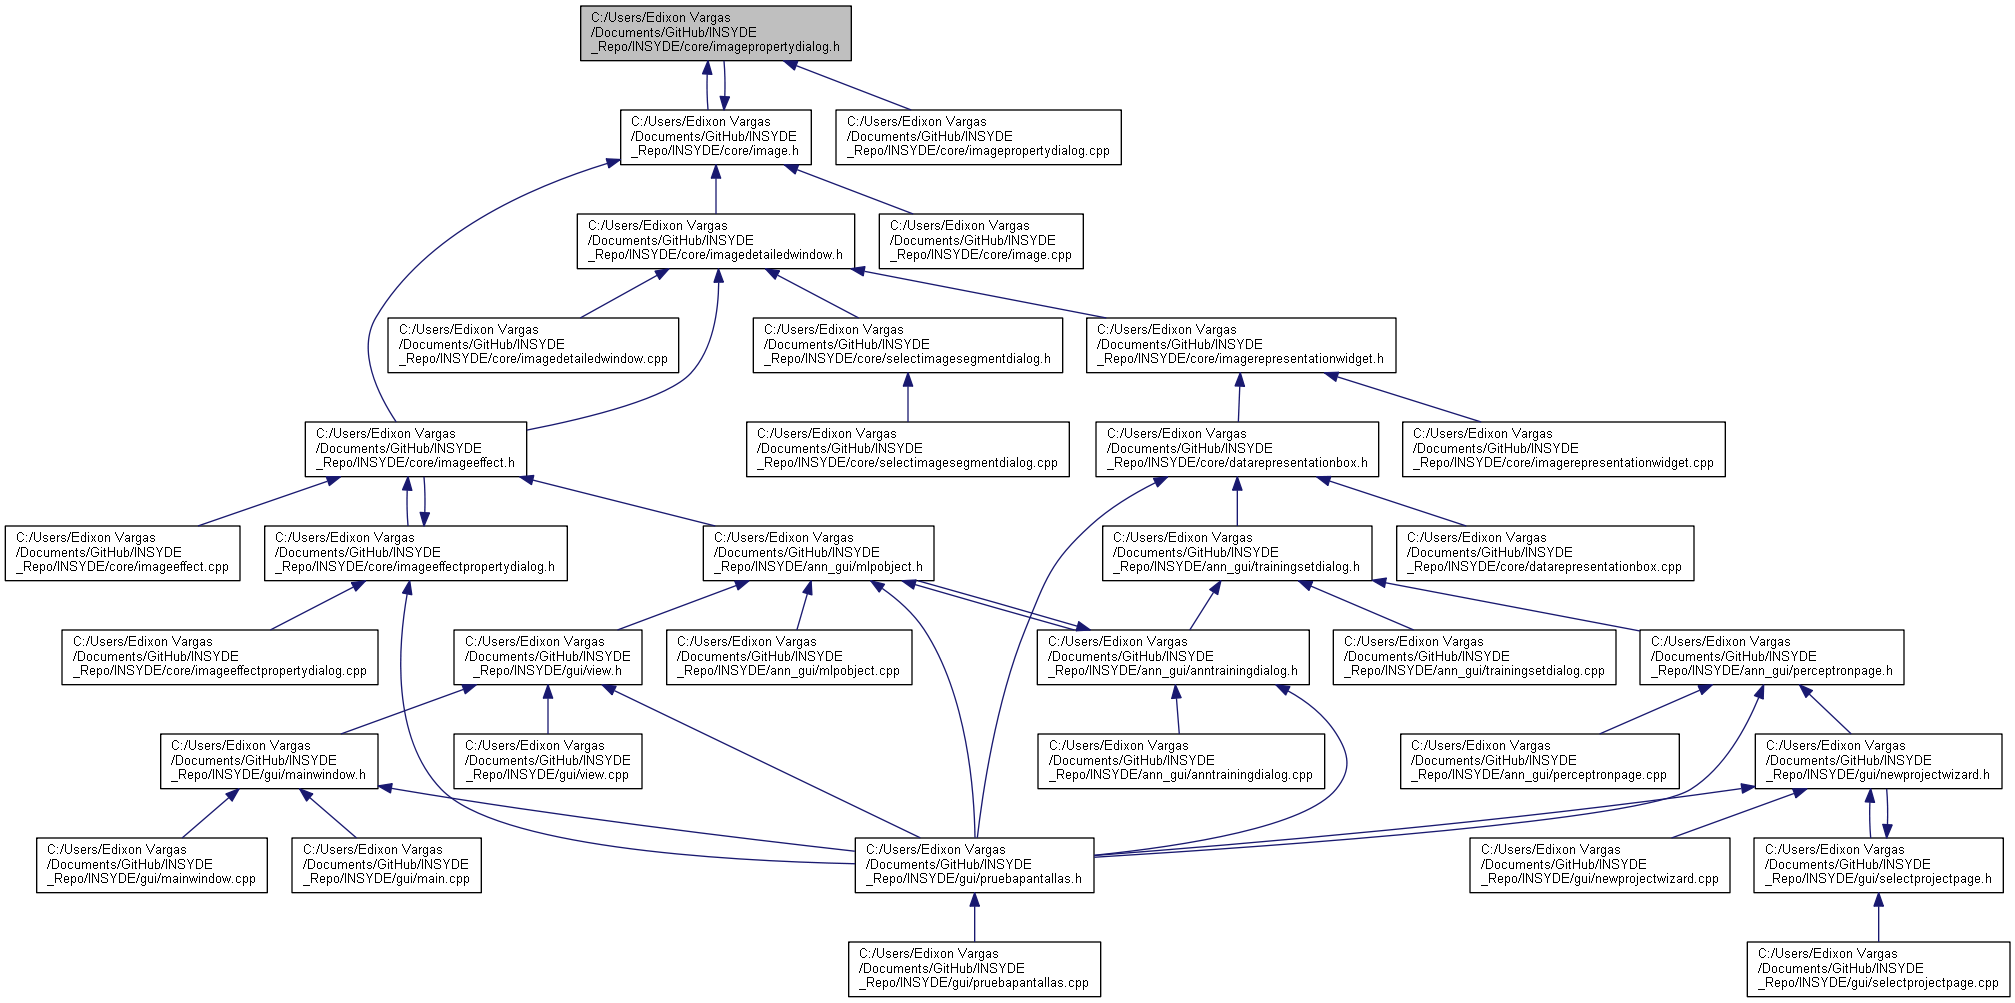 C:/Users/Edixon Vargas
/Documents/GitHub/INSYDE
_Repo/INSYDE/core/imagepropertydialog.h
C:/Users/Edixon Vargas
/Documents/GitHub/INSYDE
_Repo/INSYDE/core/image.h
C:/Users/Edixon Vargas
/Documents/GitHub/INSYDE
_Repo/INSYDE/core/imagepropertydialog.cpp
C:/Users/Edixon Vargas
/Documents/GitHub/INSYDE
_Repo/INSYDE/core/imagedetailedwindow.h
C:/Users/Edixon Vargas
/Documents/GitHub/INSYDE
_Repo/INSYDE/core/image.cpp
C:/Users/Edixon Vargas
/Documents/GitHub/INSYDE
_Repo/INSYDE/core/imagedetailedwindow.cpp
C:/Users/Edixon Vargas
/Documents/GitHub/INSYDE
_Repo/INSYDE/core/selectimagesegmentdialog.h
C:/Users/Edixon Vargas
/Documents/GitHub/INSYDE
_Repo/INSYDE/core/imagerepresentationwidget.h
C:/Users/Edixon Vargas
/Documents/GitHub/INSYDE
_Repo/INSYDE/core/imageeffect.h
C:/Users/Edixon Vargas
/Documents/GitHub/INSYDE
_Repo/INSYDE/core/selectimagesegmentdialog.cpp
C:/Users/Edixon Vargas
/Documents/GitHub/INSYDE
_Repo/INSYDE/core/datarepresentationbox.h
C:/Users/Edixon Vargas
/Documents/GitHub/INSYDE
_Repo/INSYDE/core/imagerepresentationwidget.cpp
C:/Users/Edixon Vargas
/Documents/GitHub/INSYDE
_Repo/INSYDE/core/imageeffect.cpp
C:/Users/Edixon Vargas
/Documents/GitHub/INSYDE
_Repo/INSYDE/core/imageeffectpropertydialog.h
C:/Users/Edixon Vargas
/Documents/GitHub/INSYDE
_Repo/INSYDE/ann_gui/mlpobject.h
C:/Users/Edixon Vargas
/Documents/GitHub/INSYDE
_Repo/INSYDE/ann_gui/trainingsetdialog.h
C:/Users/Edixon Vargas
/Documents/GitHub/INSYDE
_Repo/INSYDE/core/datarepresentationbox.cpp
C:/Users/Edixon Vargas
/Documents/GitHub/INSYDE
_Repo/INSYDE/core/imageeffectpropertydialog.cpp
C:/Users/Edixon Vargas
/Documents/GitHub/INSYDE
_Repo/INSYDE/gui/view.h
C:/Users/Edixon Vargas
/Documents/GitHub/INSYDE
_Repo/INSYDE/ann_gui/mlpobject.cpp
C:/Users/Edixon Vargas
/Documents/GitHub/INSYDE
_Repo/INSYDE/ann_gui/anntrainingdialog.h
C:/Users/Edixon Vargas
/Documents/GitHub/INSYDE
_Repo/INSYDE/ann_gui/trainingsetdialog.cpp
C:/Users/Edixon Vargas
/Documents/GitHub/INSYDE
_Repo/INSYDE/ann_gui/perceptronpage.h
C:/Users/Edixon Vargas
/Documents/GitHub/INSYDE
_Repo/INSYDE/gui/mainwindow.h
C:/Users/Edixon Vargas
/Documents/GitHub/INSYDE
_Repo/INSYDE/gui/view.cpp
C:/Users/Edixon Vargas
/Documents/GitHub/INSYDE
_Repo/INSYDE/ann_gui/anntrainingdialog.cpp
C:/Users/Edixon Vargas
/Documents/GitHub/INSYDE
_Repo/INSYDE/ann_gui/perceptronpage.cpp
C:/Users/Edixon Vargas
/Documents/GitHub/INSYDE
_Repo/INSYDE/gui/newprojectwizard.h
C:/Users/Edixon Vargas
/Documents/GitHub/INSYDE
_Repo/INSYDE/gui/mainwindow.cpp
C:/Users/Edixon Vargas
/Documents/GitHub/INSYDE
_Repo/INSYDE/gui/main.cpp
C:/Users/Edixon Vargas
/Documents/GitHub/INSYDE
_Repo/INSYDE/gui/pruebapantallas.h
C:/Users/Edixon Vargas
/Documents/GitHub/INSYDE
_Repo/INSYDE/gui/newprojectwizard.cpp
C:/Users/Edixon Vargas
/Documents/GitHub/INSYDE
_Repo/INSYDE/gui/selectprojectpage.h
C:/Users/Edixon Vargas
/Documents/GitHub/INSYDE
_Repo/INSYDE/gui/pruebapantallas.cpp
C:/Users/Edixon Vargas
/Documents/GitHub/INSYDE
_Repo/INSYDE/gui/selectprojectpage.cpp